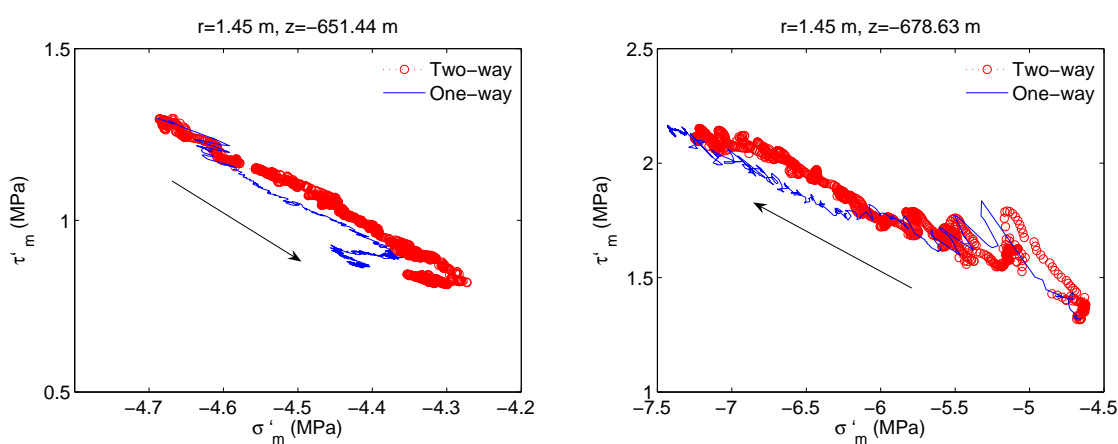 r=1.45 m, z=−651.44 m
1.5
1
0.5
τ'm (MPa)
Two−way
One−way
−4.7 −4.6 −4.5 −4.4 −4.3 −4.2
σ'm (MPa)
r=1.45 m, z=−678.63 m
2.5
2
1.5
1
τ'm (MPa)
Two−way
One−way
−7.5 −7 −6.5 −6 −5.5 −5 −4.5
σ'm (MPa)